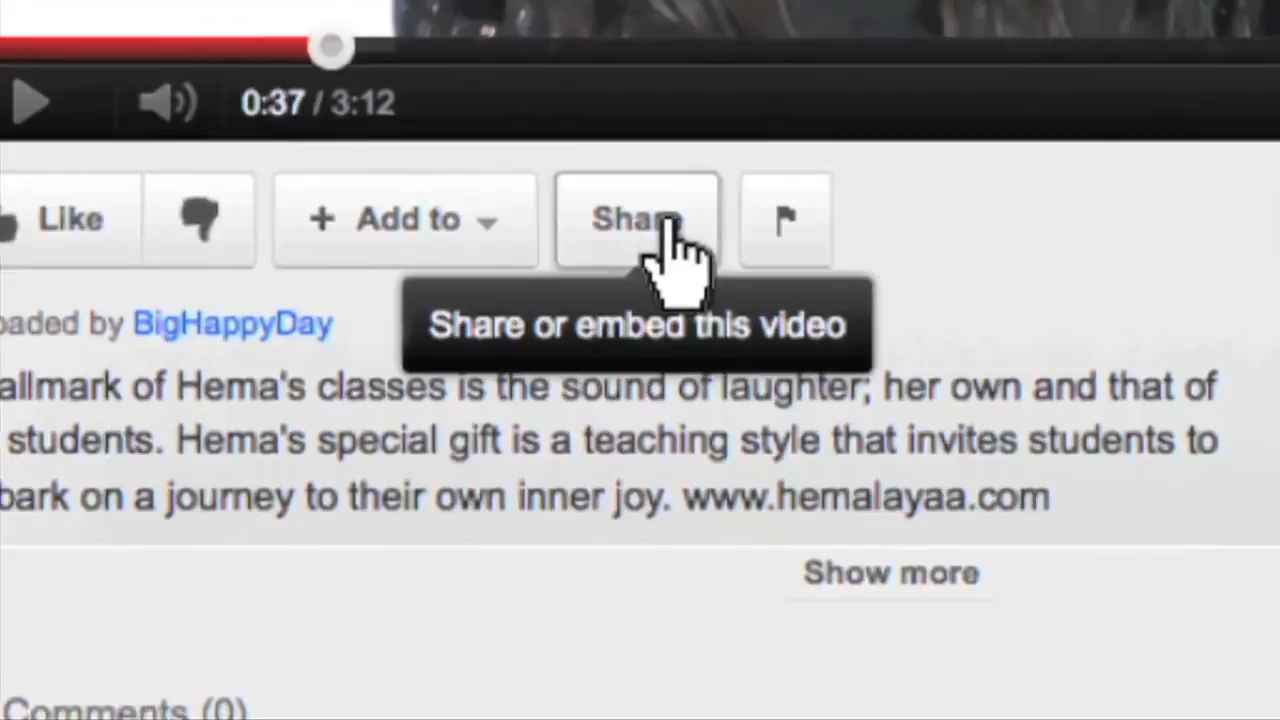 0:37 / 3:12
Like
+ Add to
Share
Share or embed this video
oaded by BigHappyDay
allmark of Hema's classes is the sound of laughter; her own and that of
students. Hema's special gift is a teaching style that invites students to
bark on a journey to their own inner joy. www.hemalayaa.com
Show more
Comments (0)